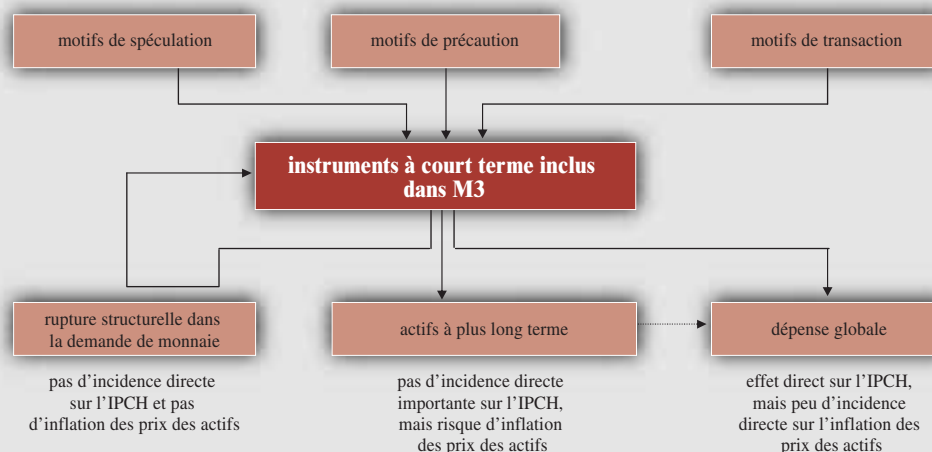 motifs de spéculation
motifs de précaution
motifs de transaction
instruments à court terme inclus
dans M3
rupture structurelle dans
la demande de monnaie
actifs à plus long terme
dépense globale
pas d’incidence directe
sur l’IPCH et pas
d’inflation des prix des actifs
pas d’incidence directe
importante sur l’IPCH,
mais risque d’inflation
des prix des actifs
effet direct sur l’IPCH,
mais peu d’incidence
directe sur l’inflation des
prix des actifs